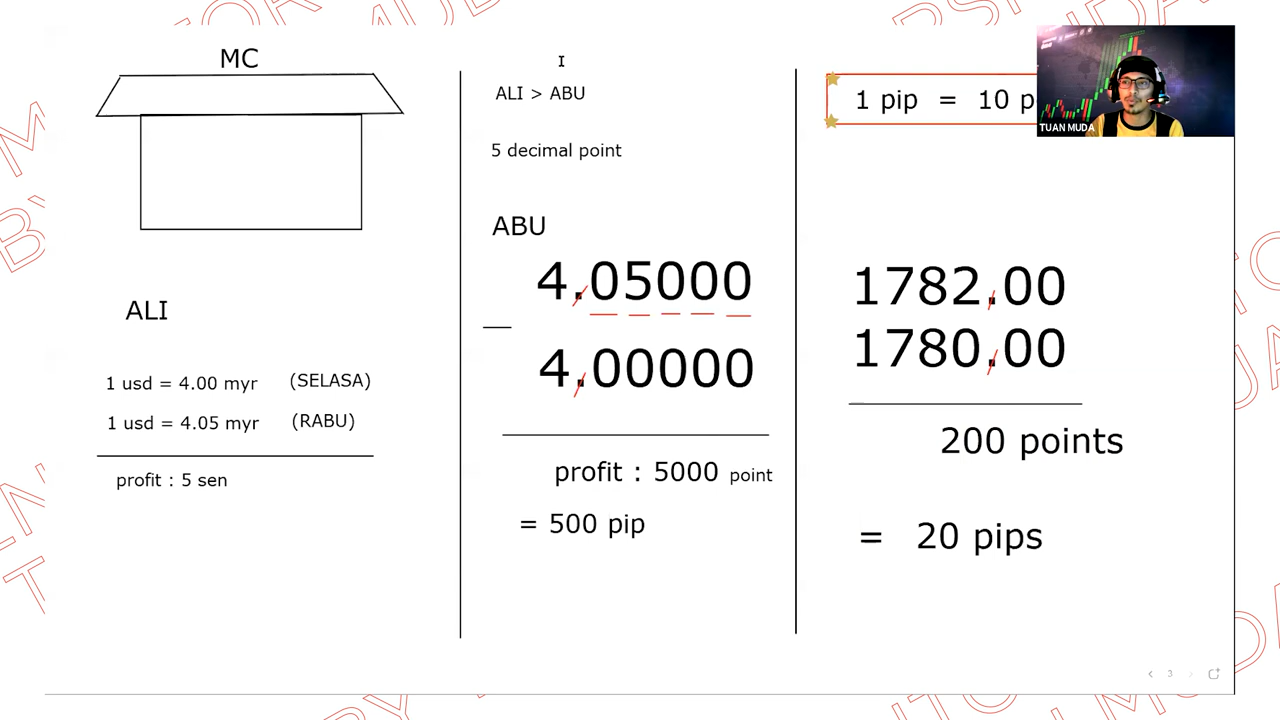 MC
ALI
1 usd = 4.00 myr (SELASA)
1 usd = 4.05 myr (RABU)
profit : 5 sen
ALI > ABU
5 decimal point
ABU
4.05000
—
4.00000
profit : 5000 point
= 500 pip
1 pip = 10 p
TUAN MUDA
1782.00
1780.00
200 points
= 20 pips
3